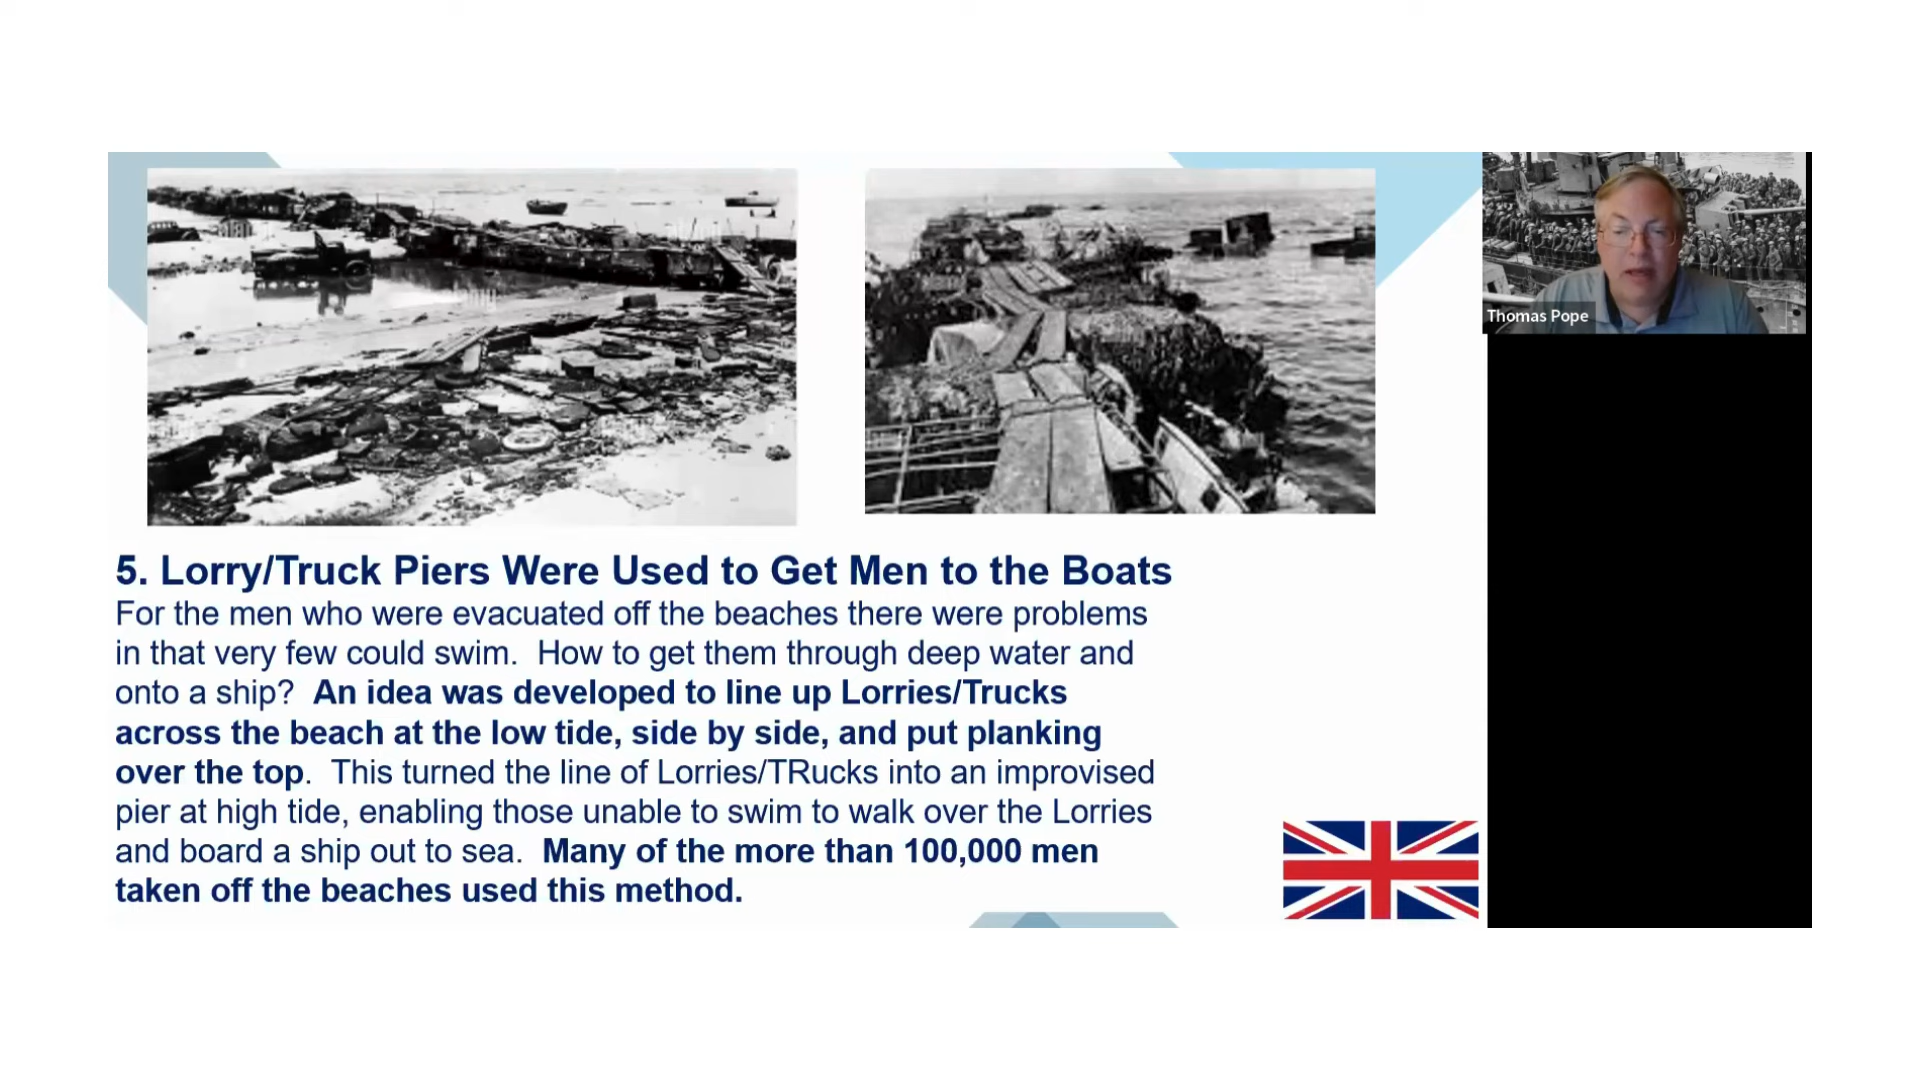 Thomas Pope
5. Lorry/Truck Piers Were Used to Get Men to the Boats
For the men who were evacuated off the beaches there were problems
in that very few could swim.  How to get them through deep water and
onto a ship?  An idea was developed to line up Lorries/Trucks
across the beach at the low tide, side by side, and put planking
over the top.  This turned the line of Lorries/TRucks into an improvised
pier at high tide, enabling those unable to swim to walk over the Lorries
and board a ship out to sea.  Many of the more than 100,000 men
taken off the beaches used this method.